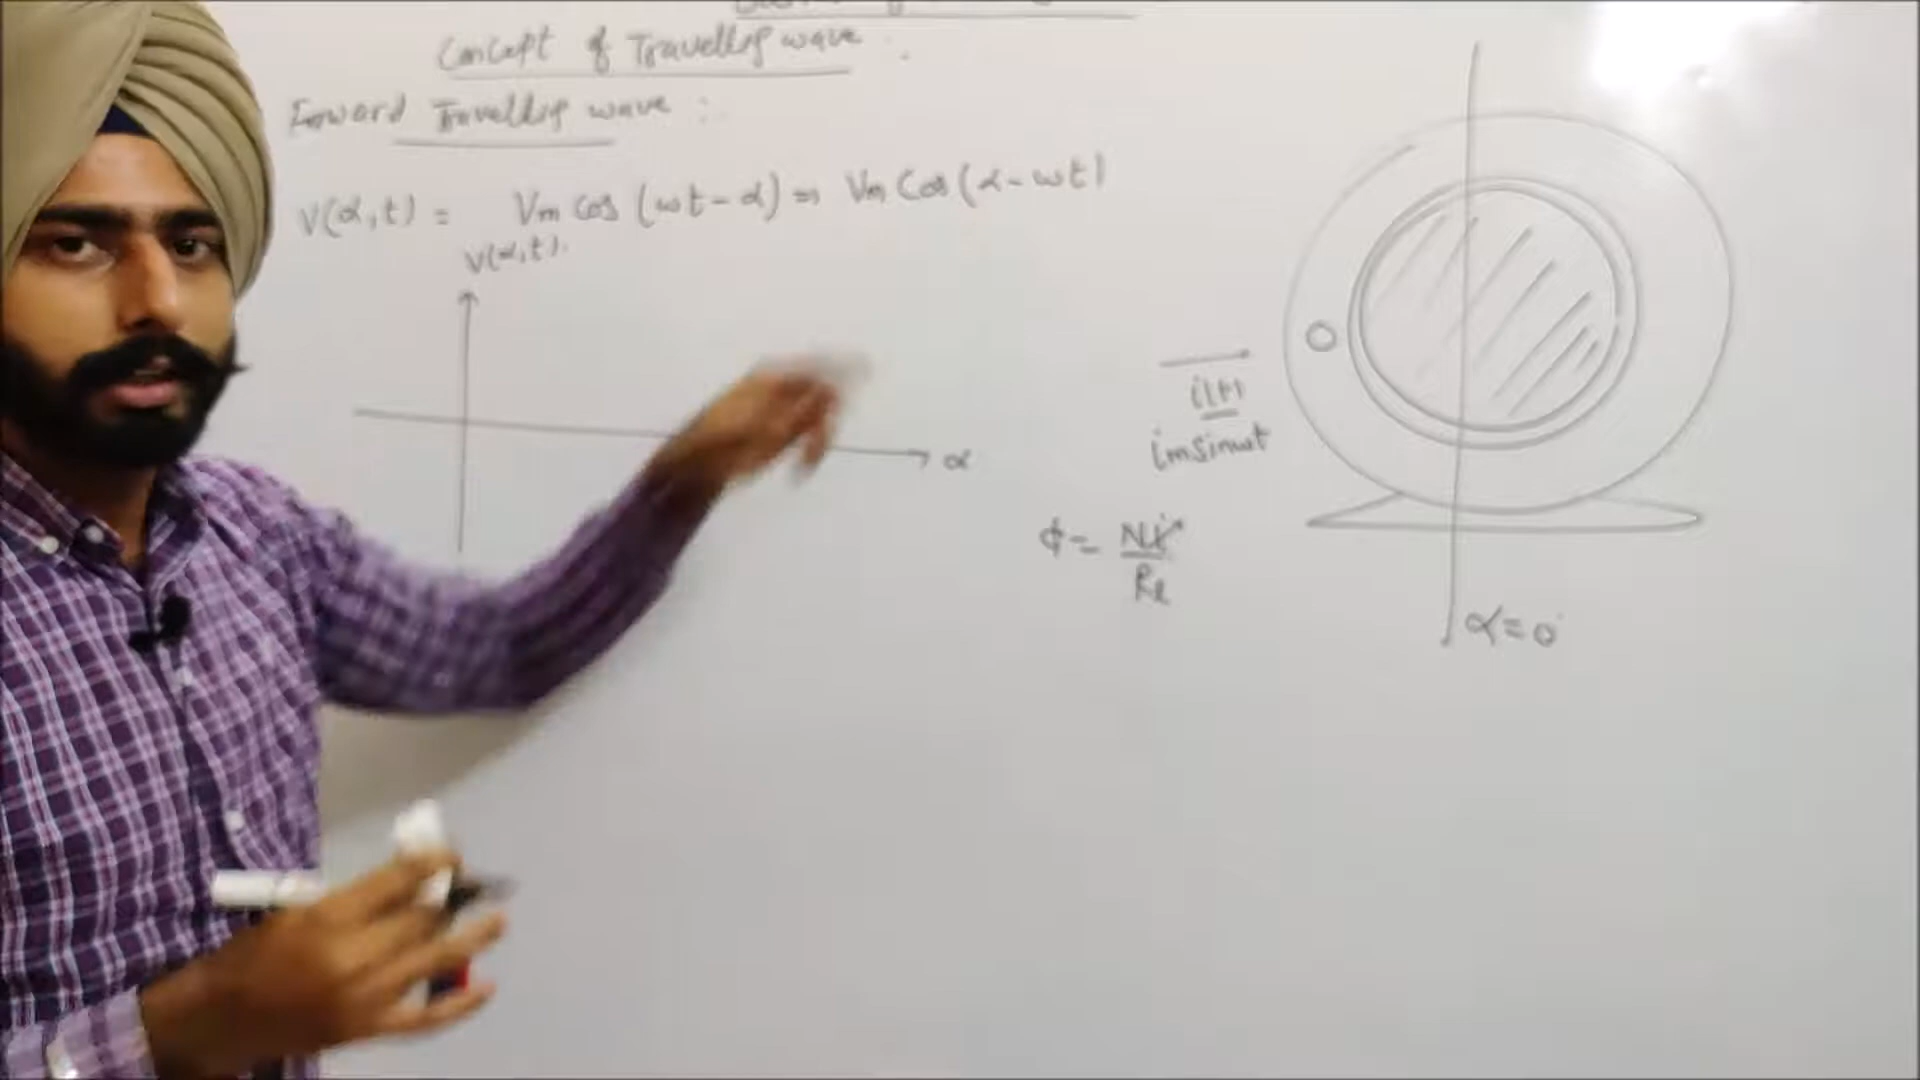 Concept of Travelling wave :
Forward Travelling wave :
V(α,t) = Vm Cos (ωt-α) = Vm Cos (α-ωt)
V(α,t).
α
i(t)
imsinωt
Φ = Ni / Rl
α=0